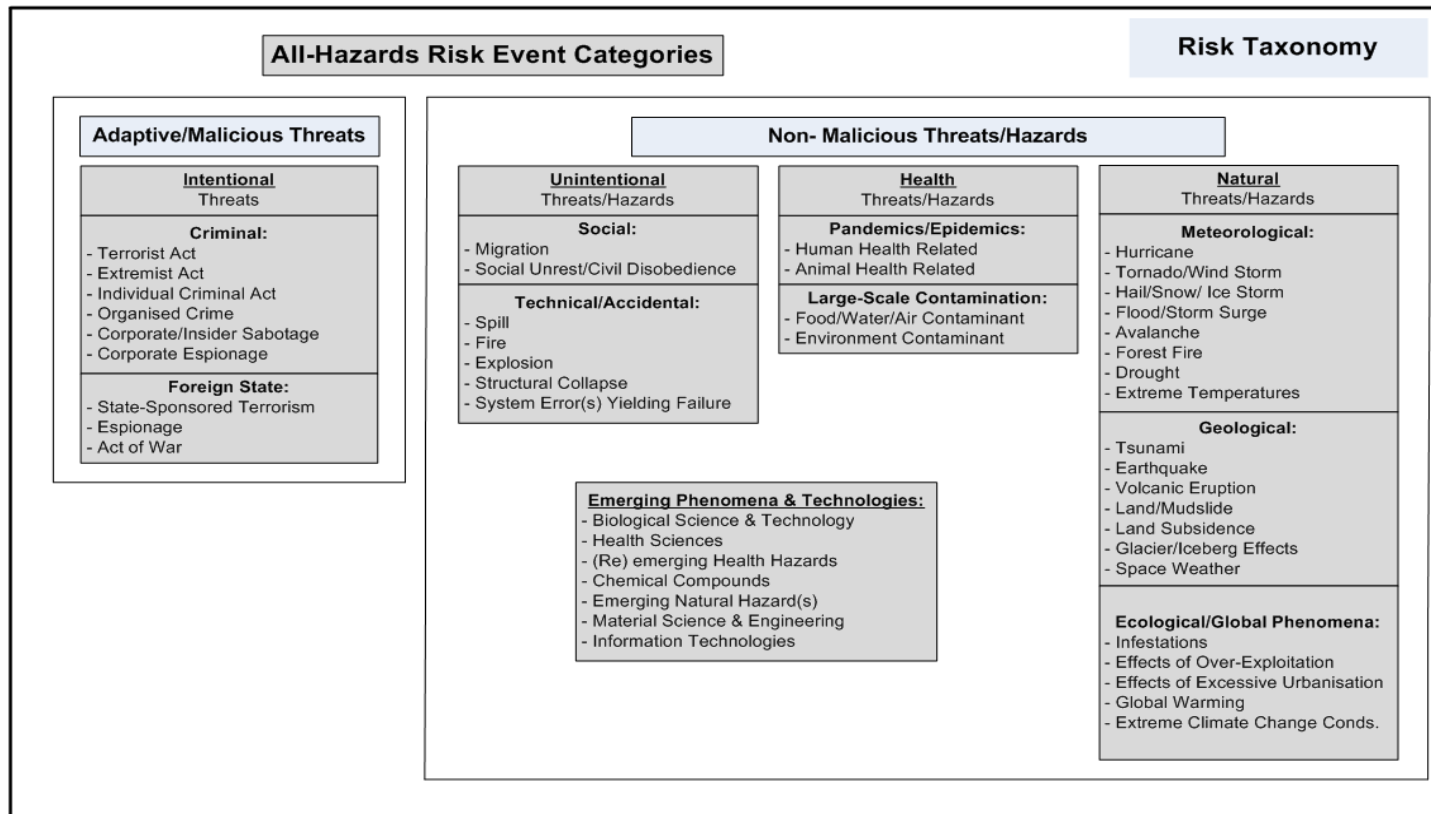 All-Hazards Risk Event Categories
Risk Taxonomy
Adaptive/Malicious Threats
Intentional
Threats
Criminal:
- Terrorist Act
- Extremist Act
- Individual Criminal Act
- Organised Crime
- Corporate/Insider Sabotage
- Corporate Espionage
Foreign State:
- State-Sponsored Terrorism
- Espionage
- Act of War
Non- Malicious Threats/Hazards
Unintentional
Threats/Hazards
Social:
- Migration
- Social Unrest/Civil Disobedience
Technical/Accidental:
- Spill
- Fire
- Explosion
- Structural Collapse
- System Error(s) Yielding Failure
Health
Threats/Hazards
Pandemics/Epidemics:
- Human Health Related
- Animal Health Related
Large-Scale Contamination:
- Food/Water/Air Contaminant
- Environment Contaminant
Natural
Threats/Hazards
Meteorological:
- Hurricane
- Tornado/Wind Storm
- Hail/Snow/ Ice Storm
- Flood/Storm Surge
- Avalanche
- Forest Fire
- Drought
- Extreme Temperatures
Geological:
- Tsunami
- Earthquake
- Volcanic Eruption
- Land/Mudslide
- Land Subsidence
- Glacier/Iceberg Effects
- Space Weather
Ecological/Global Phenomena:
- Infestations
- Effects of Over-Exploitation
- Effects of Excessive Urbanisation
- Global Warming
- Extreme Climate Change Conds.
Emerging Phenomena & Technologies:
- Biological Science & Technology
- Health Sciences
- (Re) emerging Health Hazards
- Chemical Compounds
- Emerging Natural Hazard(s)
- Material Science & Engineering
- Information Technologies